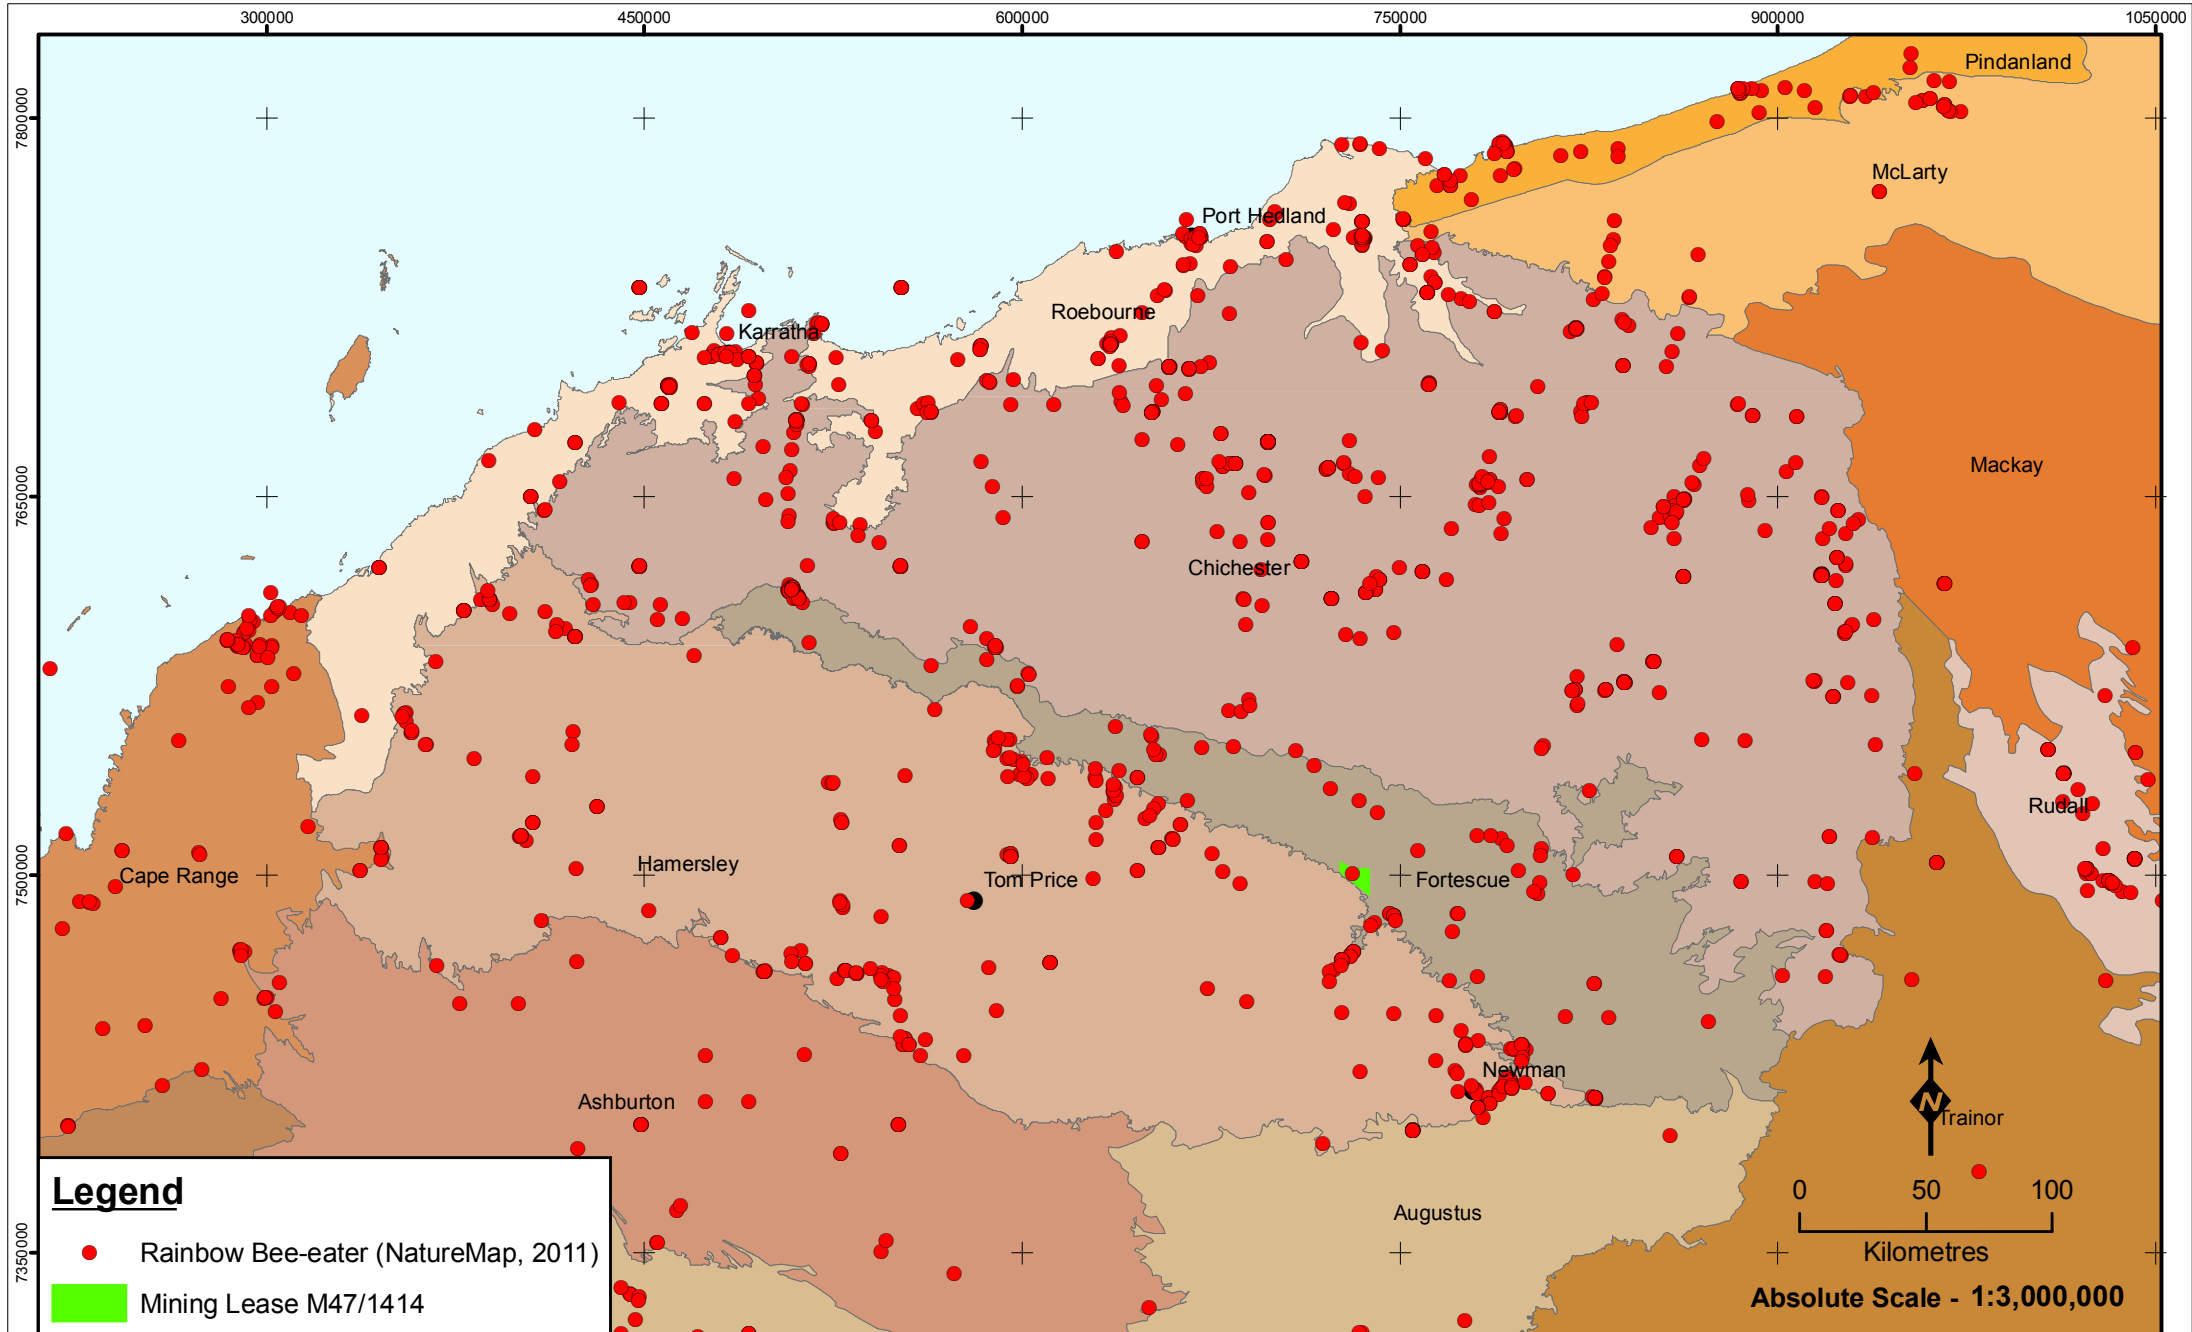 300000 450000 600000 750000 900000 1050000
7800000
7650000
7500000
7350000
Pindanland
McLarty
Port Hedland
Roebourne
Karratha
Mackay
Chichester
Rudall
Hamersley
Cape Range
Tom Price
Fortescue
Newman
Ashburton
N
Trainor
Augustus
0 50 100
Kilometres
Absolute Scale - 1:3,000,000
Legend
Rainbow Bee-eater (NatureMap, 2011)
Mining Lease M47/1414